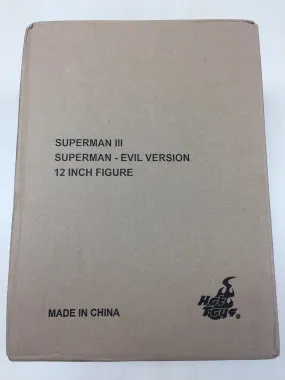 SUPERMAN III
SUPERMAN - EVIL VERSION
12 INCH FIGURE
MADE IN CHINA
Hot
Toys®